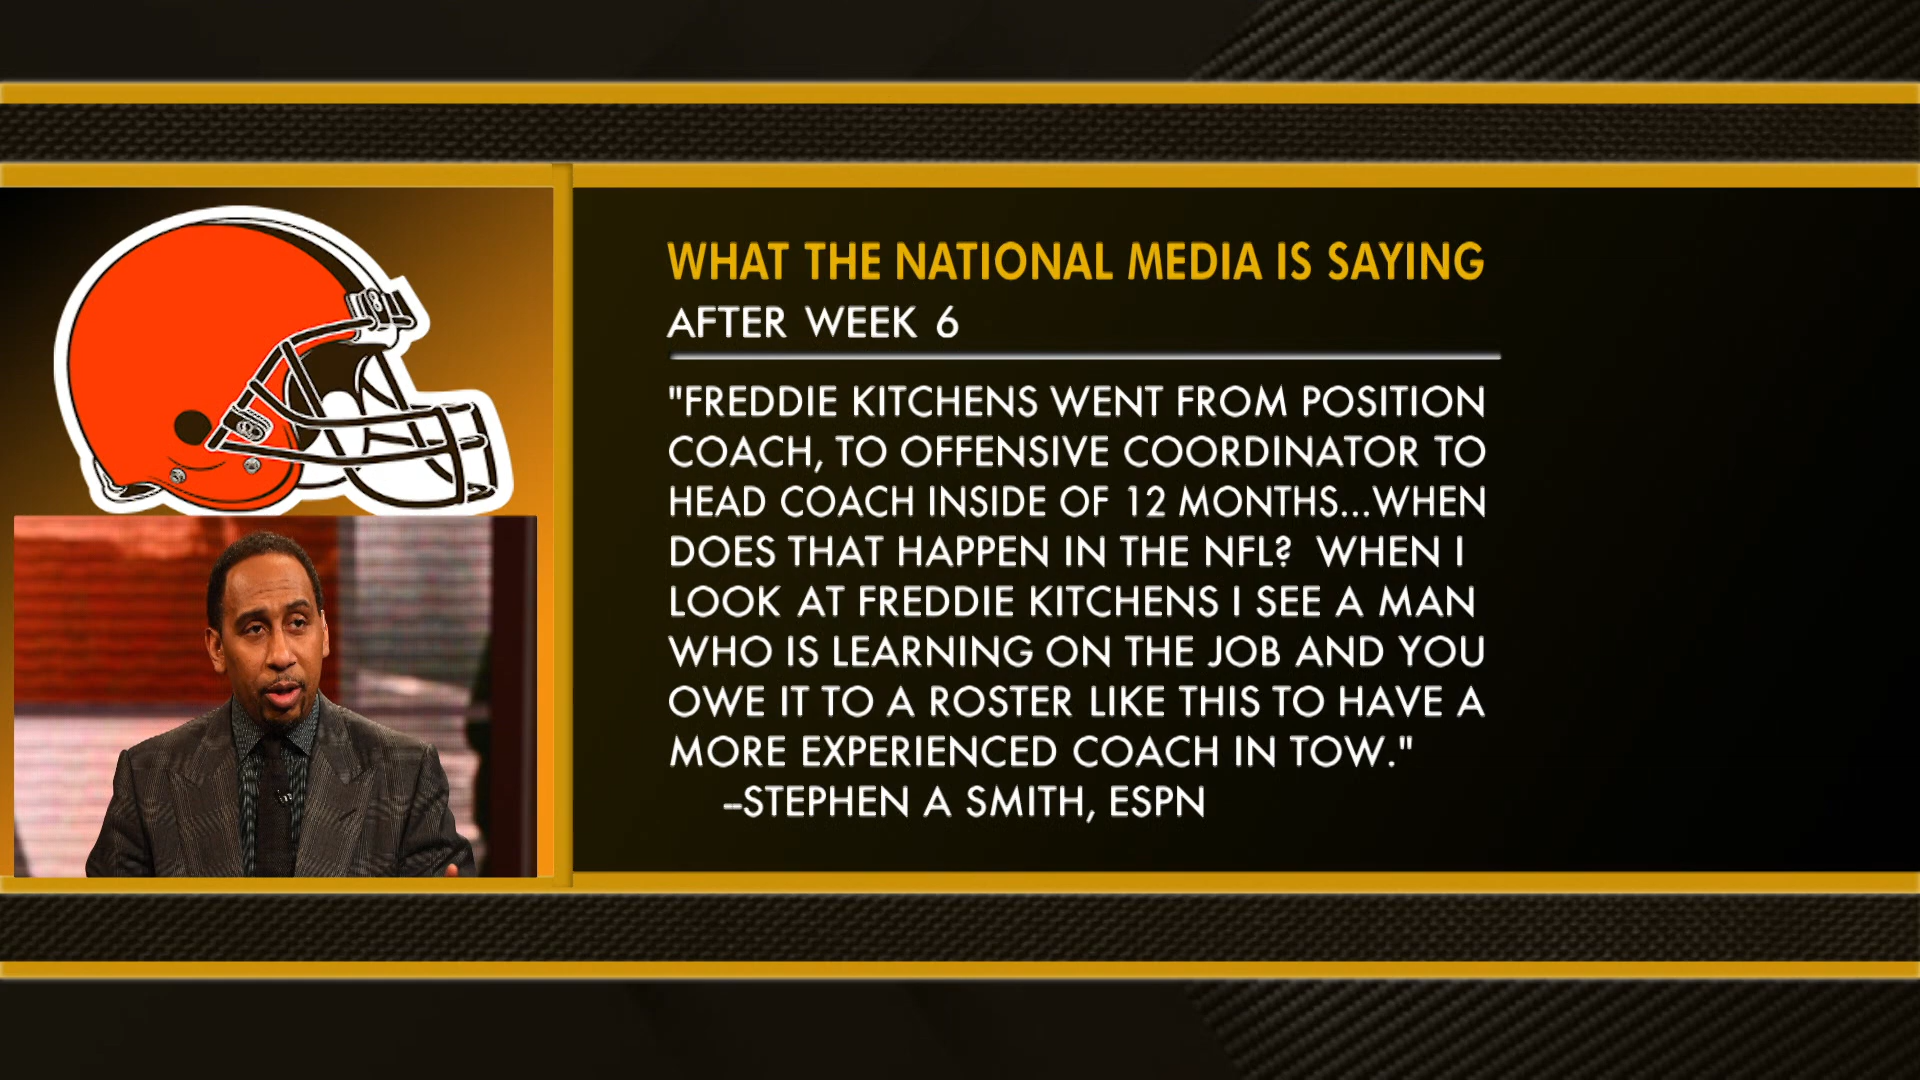 WHAT THE NATIONAL MEDIA IS SAYING
AFTER WEEK 6
"FREDDIE KITCHENS WENT FROM POSITION
COACH, TO OFFENSIVE COORDINATOR TO
HEAD COACH INSIDE OF 12 MONTHS...WHEN
DOES THAT HAPPEN IN THE NFL?  WHEN I
LOOK AT FREDDIE KITCHENS I SEE A MAN
WHO IS LEARNING ON THE JOB AND YOU
OWE IT TO A ROSTER LIKE THIS TO HAVE A
MORE EXPERIENCED COACH IN TOW."
–STEPHEN A SMITH, ESPN